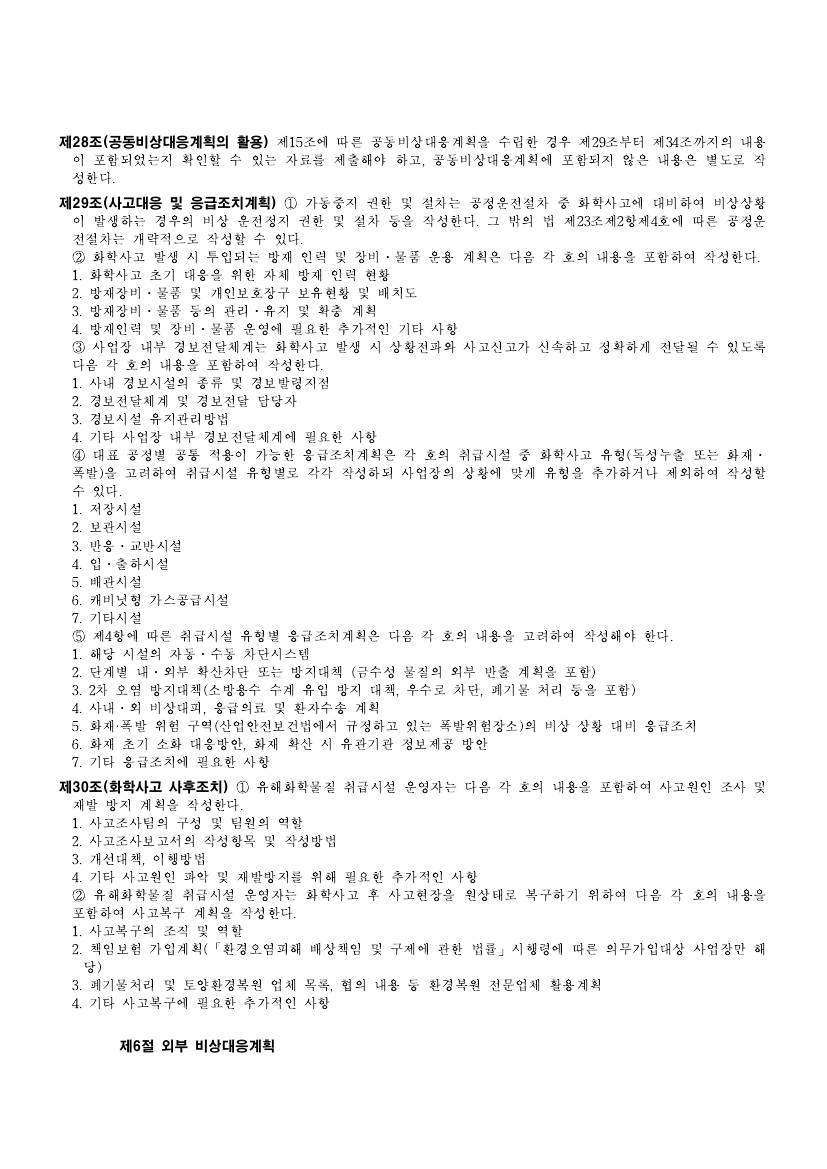 제28조(공동비상대응계획의 활용) 제15조에 따른 공동비상대응계획을 수립한 경우 제29조부터 제34조까지의 내용
이 포함되었는지 확인할 수 있는 자료를 제출해야 하고, 공동비상대응계획에 포함되지 않은 내용은 별도로 작
성한다.
제29조(사고대응 및 응급조치계획) ① 가동중지 권한 및 절차는 공정운전절차 중 화학사고에 대비하여 비상상황
이 발생하는 경우의 비상 운전정지 권한 및 절차 등을 작성한다. 그 밖의 법 제23조제2항제4호에 따른 공정운
전절차는 개략적으로 작성할 수 있다.
② 화학사고 발생 시 투입되는 방재 인력 및 장비·물품 운용 계획은 다음 각 호의 내용을 포함하여 작성한다.
1. 화학사고 초기 대응을 위한 자체 방재 인력 현황
2. 방재장비·물품 및 개인보호장구 보유현황 및 배치도
3. 방재장비·물품 등의 관리·유지 및 확충 계획
4. 방재인력 및 장비·물품 운영에 필요한 추가적인 기타 사항
③ 사업장 내부 경보전달체계는 화학사고 발생 시 상황전파와 사고신고가 신속하고 정확하게 전달될 수 있도록
다음 각 호의 내용을 포함하여 작성한다.
1. 사내 경보시설의 종류 및 경보발령지점
2. 경보전달체계 및 경보전달 담당자
3. 경보시설 유지관리방법
4. 기타 사업장 내부 경보전달체계에 필요한 사항
④ 대표 공정별 공통 적용이 가능한 응급조치계획은 각 호의 취급시설 중 화학사고 유형(독성누출 또는 화재·
폭발)을 고려하여 취급시설 유형별로 각각 작성하되 사업장의 상황에 맞게 유형을 추가하거나 제외하여 작성할
수 있다.
1. 저장시설
2. 보관시설
3. 반응·교반시설
4. 입·출하시설
5. 배관시설
6. 캐비닛형 가스공급시설
7. 기타시설
⑤ 제4항에 따른 취급시설 유형별 응급조치계획은 다음 각 호의 내용을 고려하여 작성해야 한다.
1. 해당 시설의 자동·수동 차단시스템
2. 단계별 내·외부 확산차단 또는 방지대책 (금수성 물질의 외부 반출 계획을 포함)
3. 2차 오염 방지대책(소방용수 수계 유입 방지 대책, 우수로 차단, 폐기물 처리 등을 포함)
4. 사내·외 비상대피, 응급의료 및 환자수송 계획
5. 화재·폭발 위험 구역(산업안전보건법에서 규정하고 있는 폭발위험장소)의 비상 상황 대비 응급조치
6. 화재 초기 소화 대응방안, 화재 확산 시 유관기관 정보제공 방안
7. 기타 응급조치에 필요한 사항
제30조(화학사고 사후조치) ① 유해화학물질 취급시설 운영자는 다음 각 호의 내용을 포함하여 사고원인 조사 및
재발 방지 계획을 작성한다.
1. 사고조사팀의 구성 및 팀원의 역할
2. 사고조사보고서의 작성항목 및 작성방법
3. 개선대책, 이행방법
4. 기타 사고원인 파악 및 재발방지를 위해 필요한 추가적인 사항
② 유해화학물질 취급시설 운영자는 화학사고 후 사고현장을 원상태로 복구하기 위하여 다음 각 호의 내용을
포함하여 사고복구 계획을 작성한다.
1. 사고복구의 조직 및 역할
2. 책임보험 가입계획(「환경오염피해 배상책임 및 구제에 관한 법률」시행령에 따른 의무가입대상 사업장만 해
당)
3. 폐기물처리 및 토양환경복원 업체 목록, 협의 내용 등 환경복원 전문업체 활용계획
4. 기타 사고복구에 필요한 추가적인 사항
제6절 외부 비상대응계획